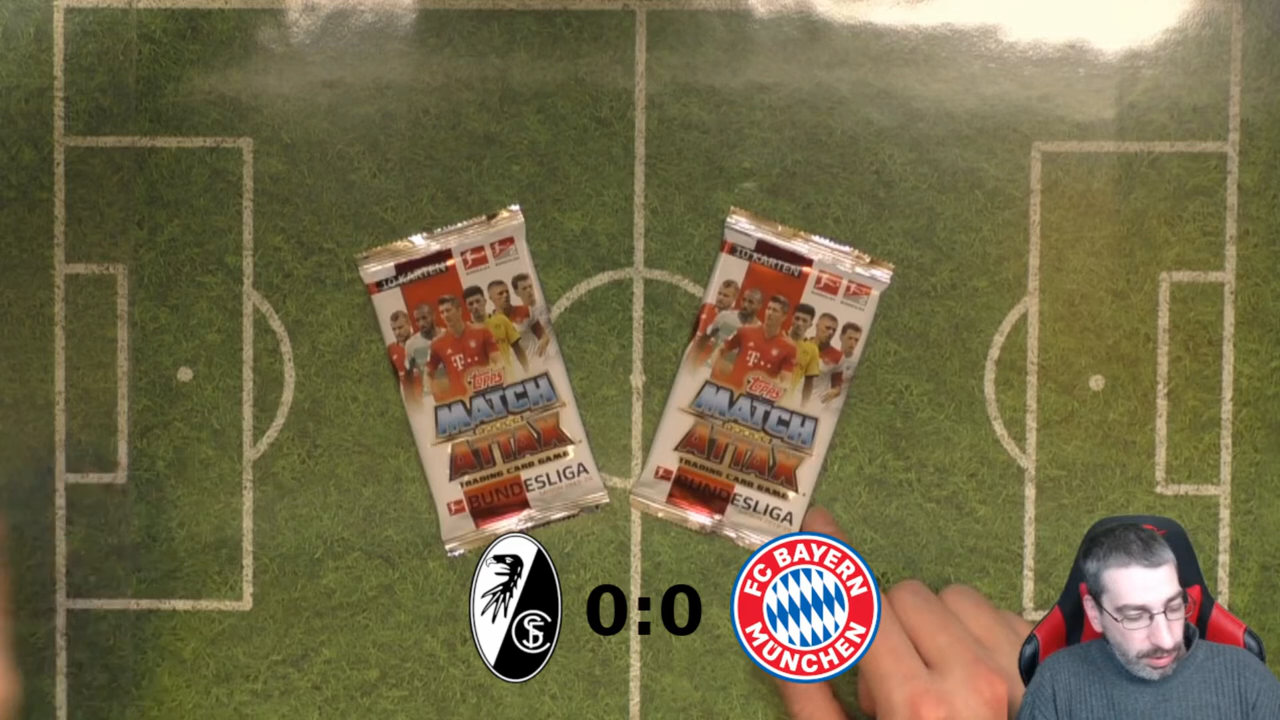 10 KARTEN
topps
MATCH
ATTAX
TRADING CARD GAME
BUNDESLIGA
10 KARTEN
topps
MATCH
ATTAX
TRADING CARD GAME
BUNDESLIGA
SC
F
0:0
FC BAYERN
MÜNCHEN